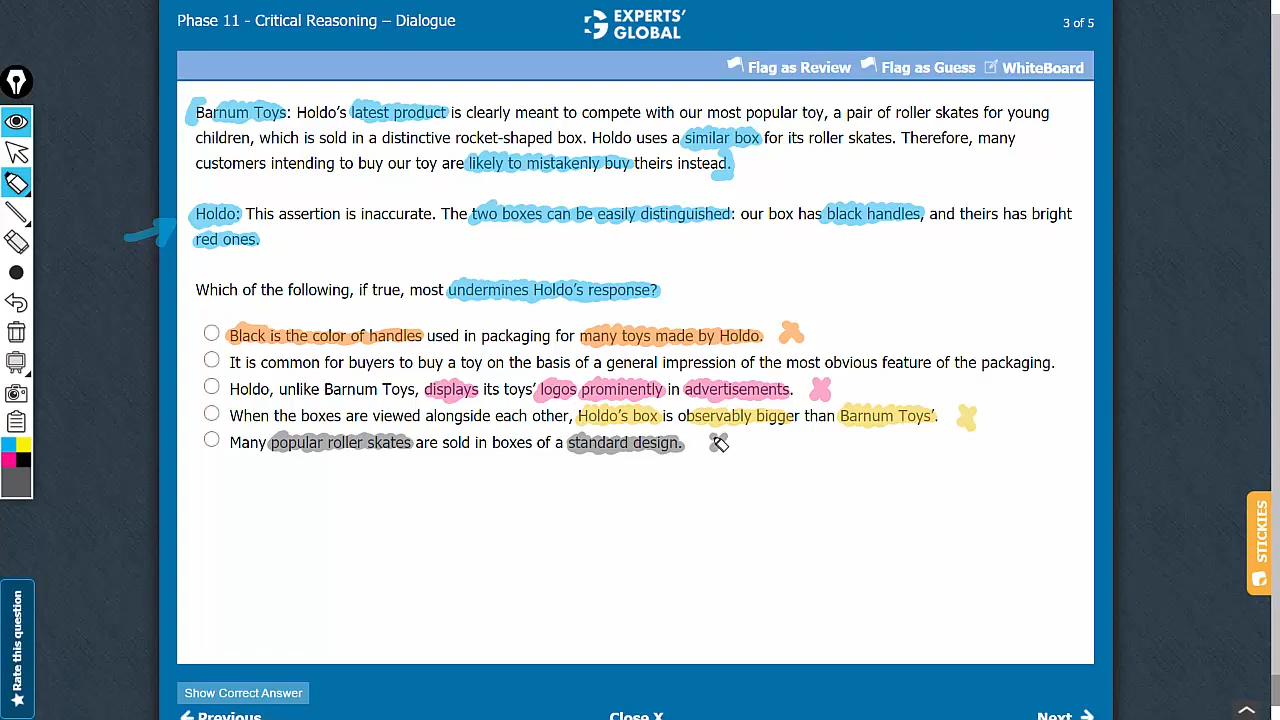 Phase 11 - Critical Reasoning – Dialogue
EXPERTS’
GLOBAL
3 of 5
Flag as Review
Flag as Guess
WhiteBoard
Barnum Toys: Holdo’s latest product is clearly meant to compete with our most popular toy, a pair of roller skates for young
children, which is sold in a distinctive rocket-shaped box. Holdo uses a similar box for its roller skates. Therefore, many
customers intending to buy our toy are likely to mistakenly buy theirs instead.
Holdo: This assertion is inaccurate. The two boxes can be easily distinguished: our box has black handles, and theirs has bright
red ones.
Which of the following, if true, most undermines Holdo’s response?
Black is the color of handles used in packaging for many toys made by Holdo.
It is common for buyers to buy a toy on the basis of a general impression of the most obvious feature of the packaging.
Holdo, unlike Barnum Toys, displays its toys’ logos prominently in advertisements.
When the boxes are viewed alongside each other, Holdo’s box is observably bigger than Barnum Toys’.
Many popular roller skates are sold in boxes of a standard design.
STICKIES
Rate this question
Show Correct Answer
Previous
Close X
Next